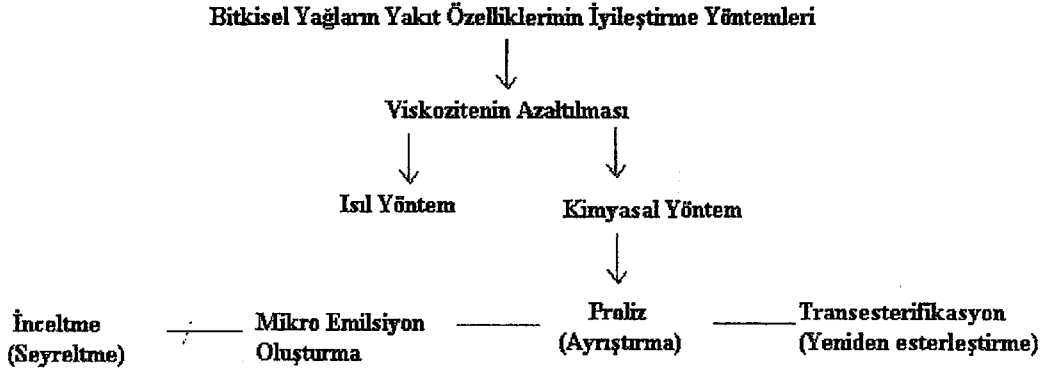 Bitkisel Yağların Yakıt Özelliklerinin İyileştirme Yöntemleri
Viskozitenin Azaltılması
Isıl Yöntem
Kimyasal Yöntem
İnceltme
(Seyreltme)
Mikro Emilsiyon
Oluşturma
Proliz
(Ayrıştırma)
Transesterifikasyon
(Yeniden esterleştirme)